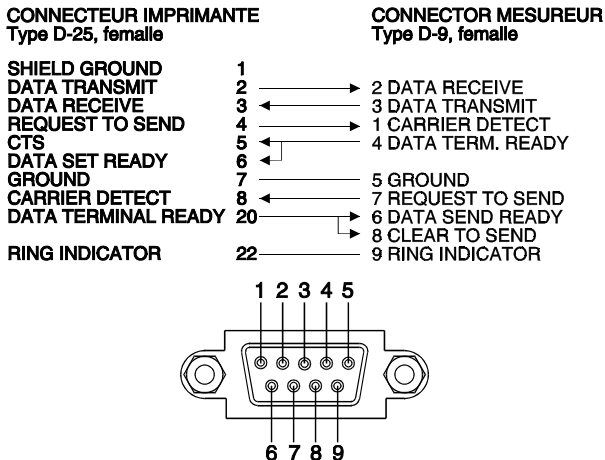 CONNECTEUR IMPRIMANTE
Type D-25, femalle
CONNECTOR MESUREUR
Type D-9, femalle
SHIELD GROUND 1
DATA TRANSMIT 2 2 DATA RECEIVE
DATA RECEIVE 3 3 DATA TRANSMIT
REQUEST TO SEND 4 1 CARRIER DETECT
CTS 5 4 DATA TERM. READY
DATA SET READY 6
GROUND 7 5 GROUND
CARRIER DETECT 8 7 REQUEST TO SEND
DATA TERMINAL READY 20 6 DATA SEND READY
8 CLEAR TO SEND
RING INDICATOR 22 9 RING INDICATOR
1 2 3 4 5
6 7 8 9